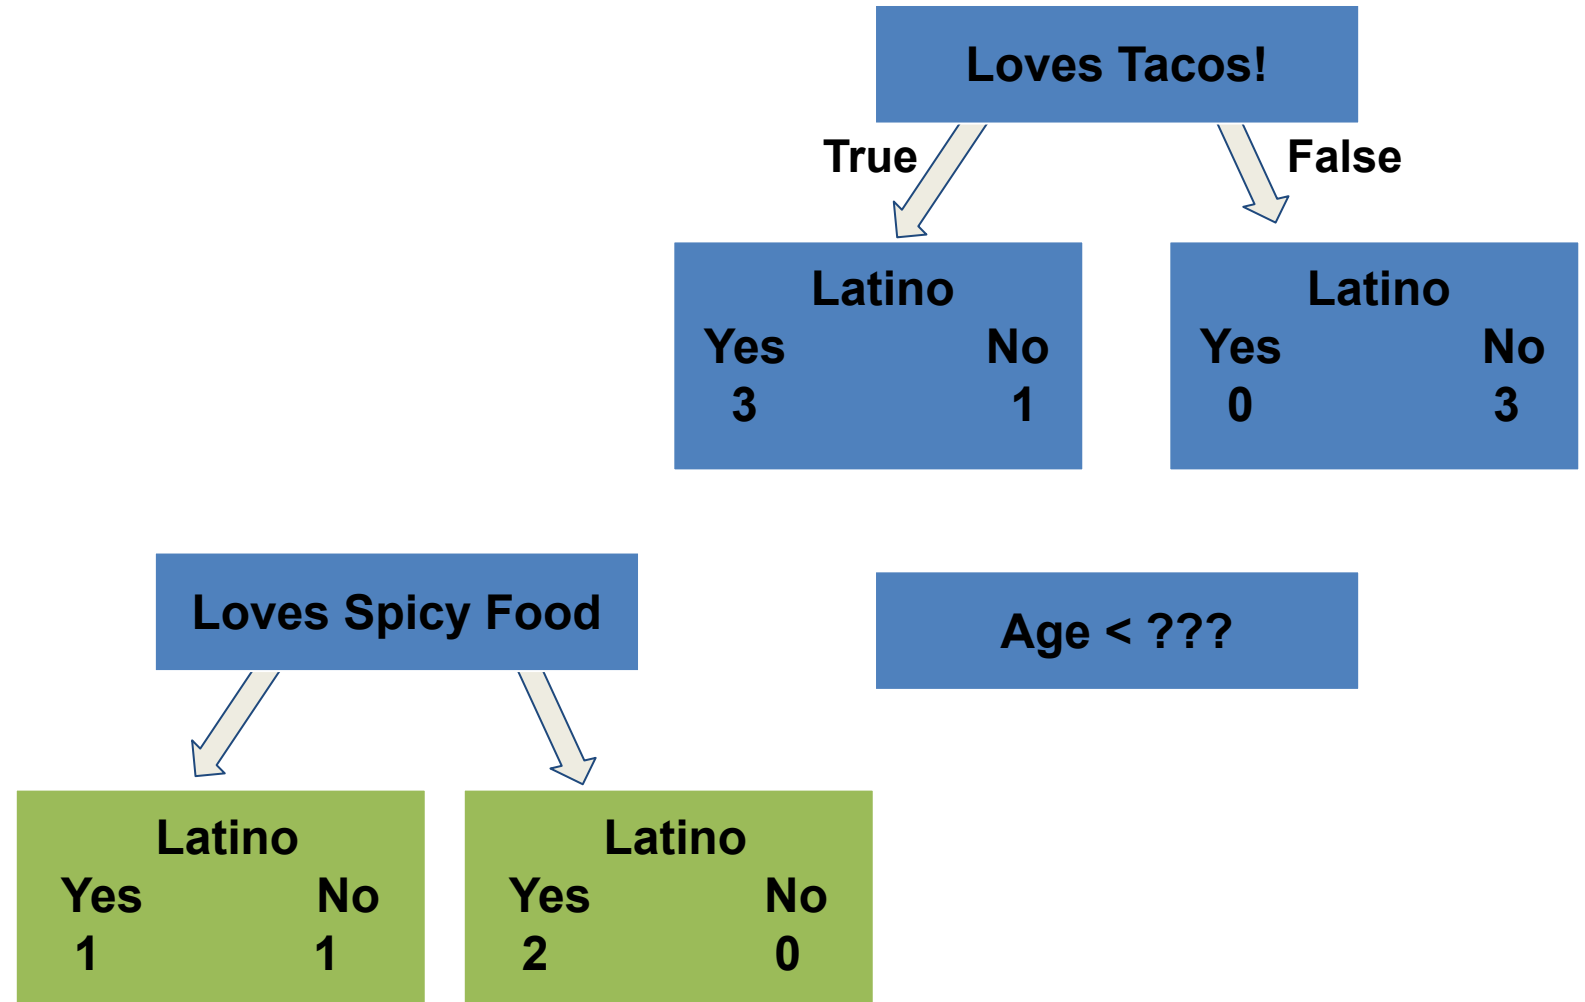 Loves Tacos!
True False
Latino
Yes No
3 1
Latino
Yes No
0 3
Loves Spicy Food
Age < ???
Latino
Yes No
1 1
Latino
Yes No
2 0